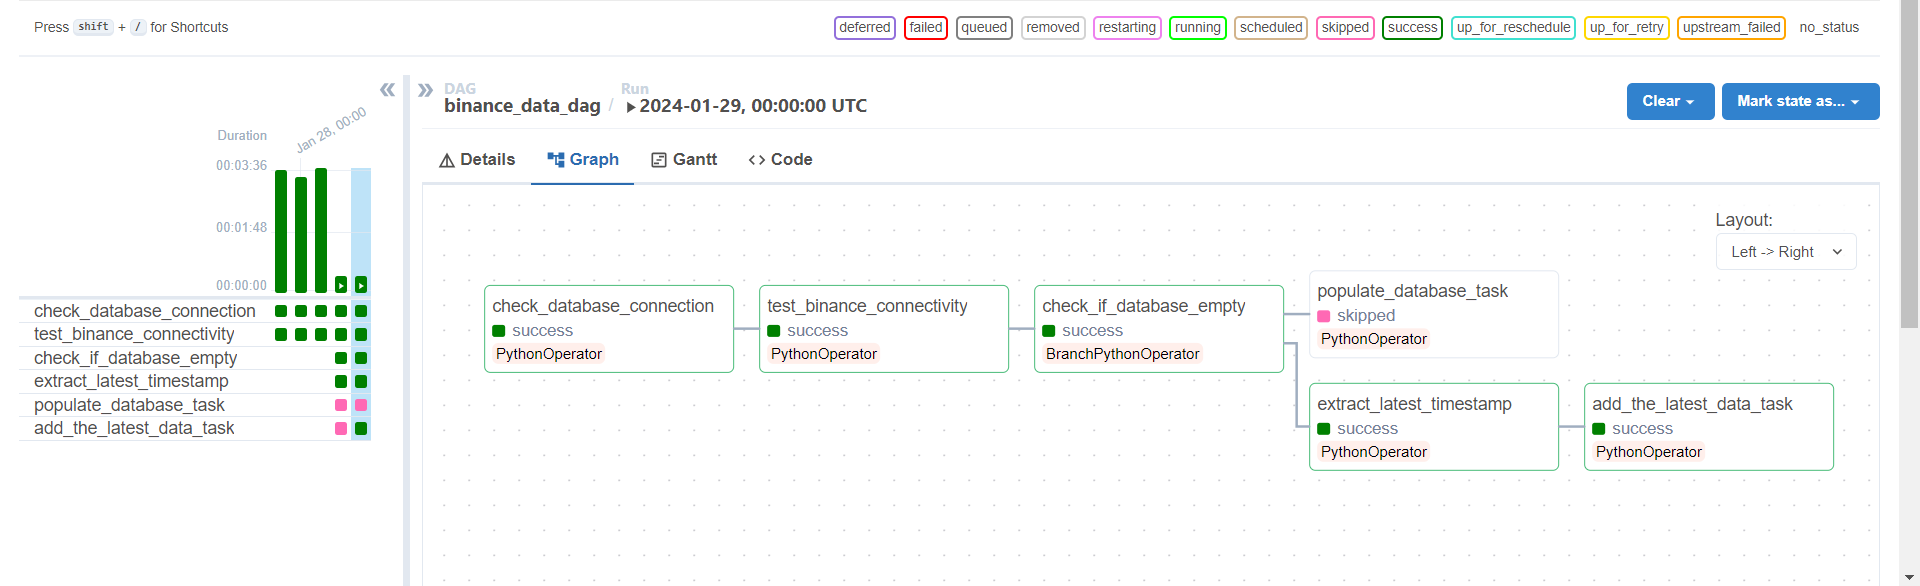 Press shift + / for Shortcuts
deferred failed queued removed restarting running scheduled skipped success up_for_reschedule up_for_retry upstream_failed no_status
DAG
binance_data_dag
/
Run
2024-01-29, 00:00:00 UTC
Clear
Mark state as...
Duration
Jan 28, 00:00
00:03:36
00:01:48
00:00:00
check_database_connection
test_binance_connectivity
check_if_database_empty
extract_latest_timestamp
populate_database_task
add_the_latest_data_task
Details
Graph
Gantt
Code
Layout:
Left -> Right
check_database_connection
success
PythonOperator
test_binance_connectivity
success
PythonOperator
check_if_database_empty
success
BranchPythonOperator
populate_database_task
skipped
PythonOperator
extract_latest_timestamp
success
PythonOperator
add_the_latest_data_task
success
PythonOperator